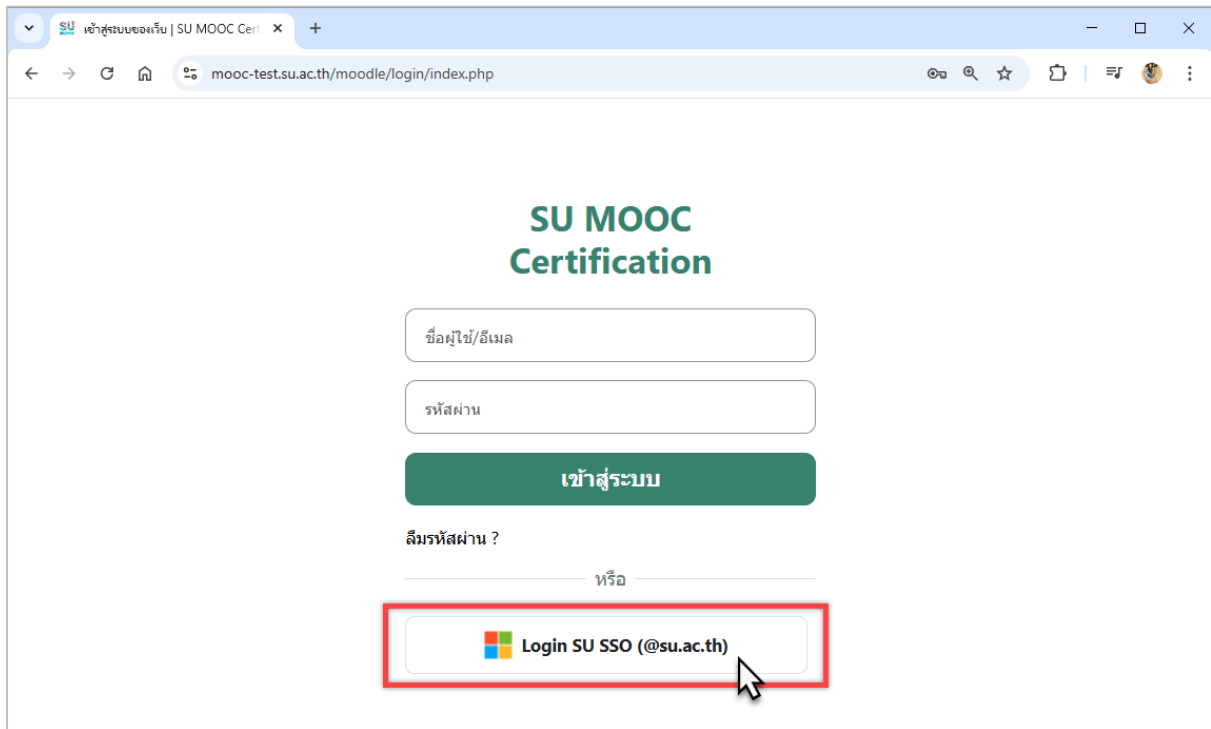 SU เข้าสู่ระบบของเว็บ | SU MOOC Cert
mooc-test.su.ac.th/moodle/login/index.php
SU MOOC
Certification
ชื่อผู้ใช้/อีเมล
รหัสผ่าน
เข้าสู่ระบบ
ลืมรหัสผ่าน ?
หรือ
Login SU SSO (@su.ac.th)